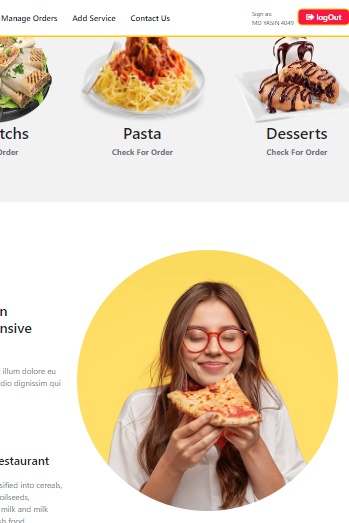 Manage Orders Add Service Contact Us
Sign as:
MD YASIN 4049
logOut
tchs Pasta Desserts
Order Check For Order Check For Order
n
nsive
illum dolore eu
dio dignissim qui
estaurant
sified into cereals,
oilseeds,
milk and milk
sh food